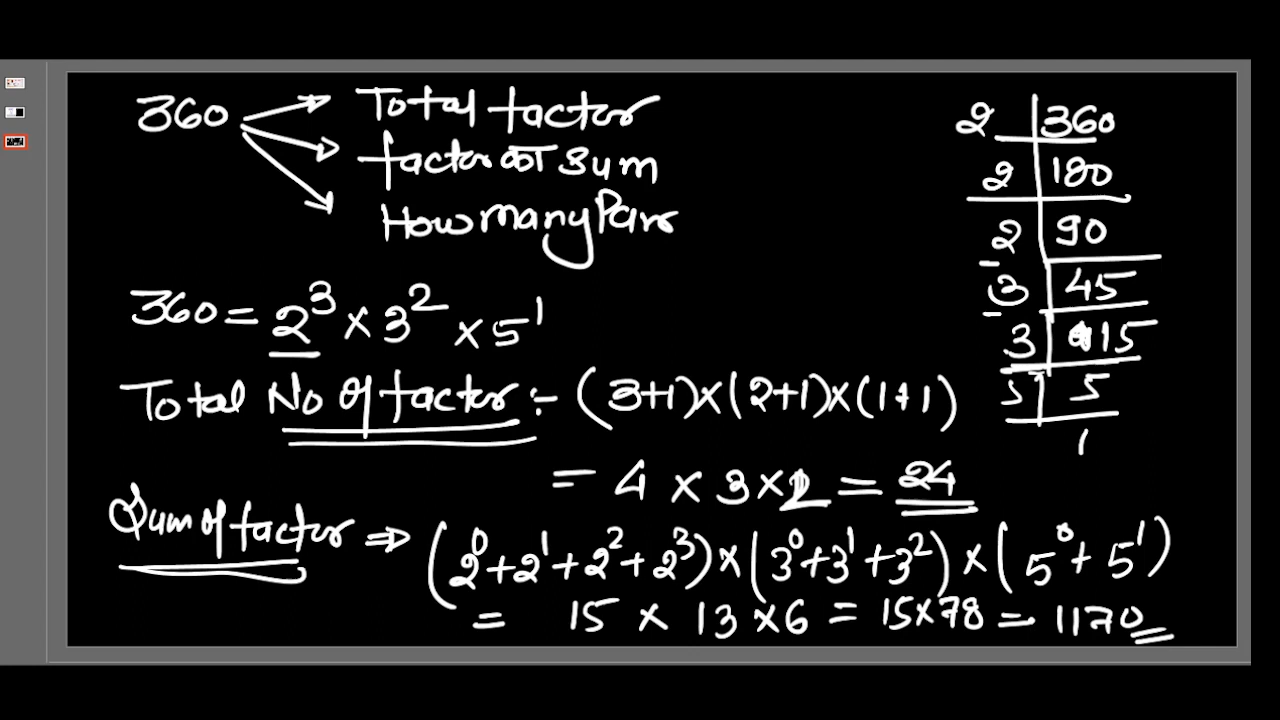 360 → Total factor
→ factor का Sum
→ How many Pairs
360 = 2³ × 3² × 5¹
Total No of factor :- (3+1)×(2+1)×(1+1)
= 4 × 3 × 2 = 24
Sum of factor ⇒ (2⁰+2¹+2²+2³)×(3⁰+3¹+3²)×(5⁰+5¹)
= 15 × 13 × 6 = 15×78 = 1170
2 | 360
2 | 180
2 | 90
3 | 45
3 | 15
5 | 5
1